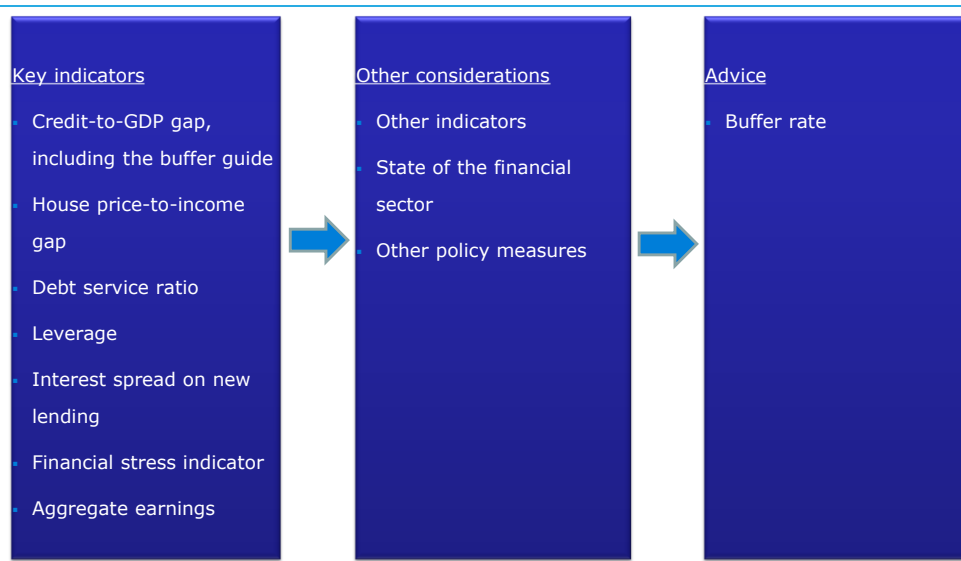 Key indicators
Credit-to-GDP gap,
including the buffer guide
House price-to-income
gap
Debt service ratio
Leverage
Interest spread on new
lending
Financial stress indicator
Aggregate earnings
Other considerations
Other indicators
State of the financial
sector
Other policy measures
Advice
Buffer rate